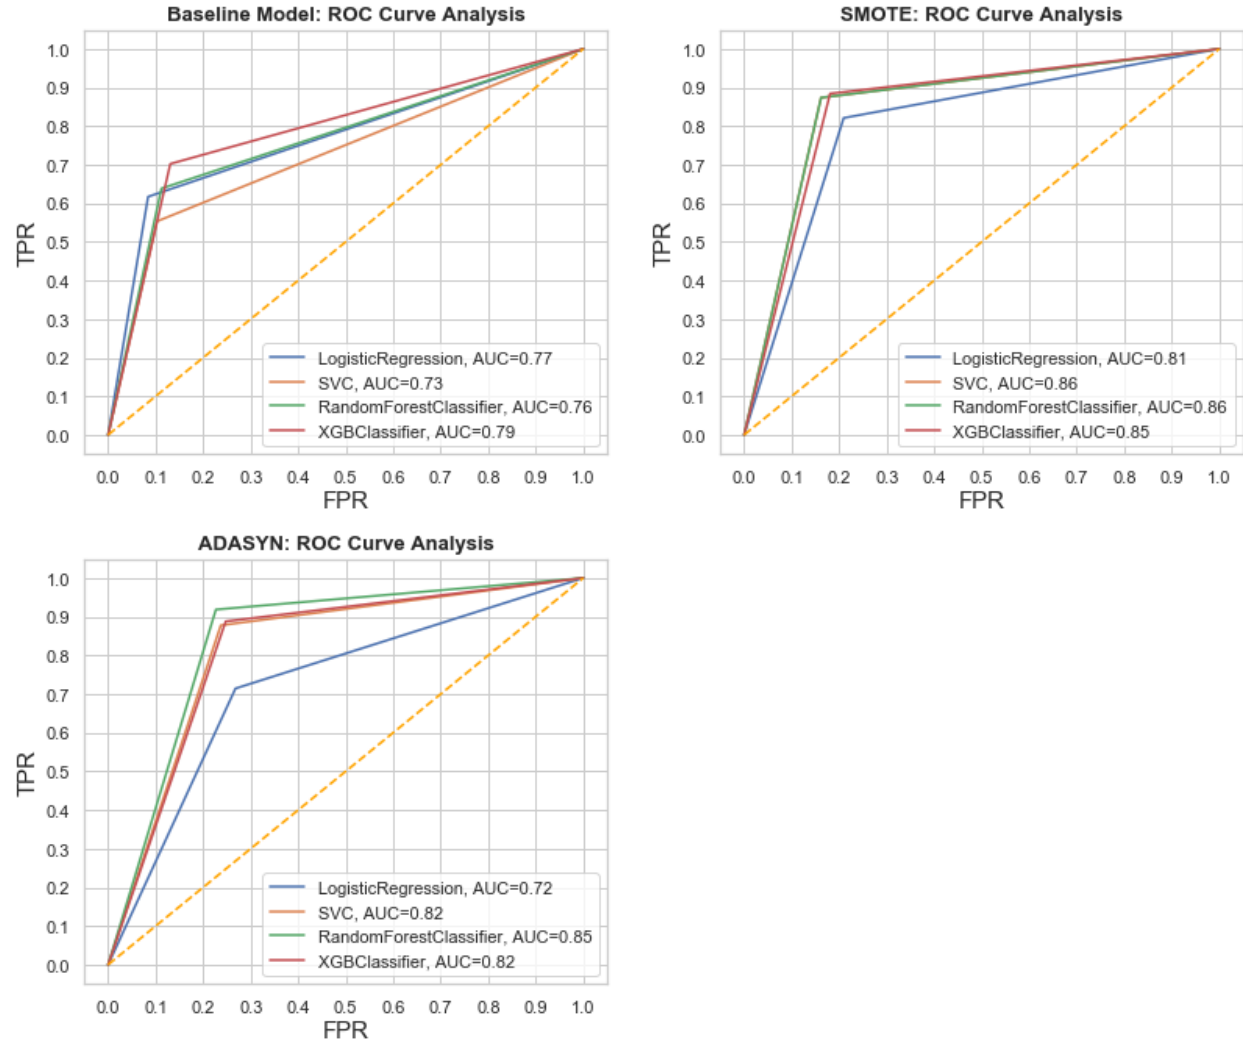 Baseline Model: ROC Curve Analysis
1.0
0.9
0.8
0.7
0.6
0.5
0.4
0.3
0.2
0.1
0.0
TPR
LogisticRegression, AUC=0.77
SVC, AUC=0.73
RandomForestClassifier, AUC=0.76
XGBClassifier, AUC=0.79
0.0 0.1 0.2 0.3 0.4 0.5 0.6 0.7 0.8 0.9 1.0
FPR
SMOTE: ROC Curve Analysis
1.0
0.9
0.8
0.7
0.6
0.5
0.4
0.3
0.2
0.1
0.0
TPR
LogisticRegression, AUC=0.81
SVC, AUC=0.86
RandomForestClassifier, AUC=0.86
XGBClassifier, AUC=0.85
0.0 0.1 0.2 0.3 0.4 0.5 0.6 0.7 0.8 0.9 1.0
FPR
ADASYN: ROC Curve Analysis
1.0
0.9
0.8
0.7
0.6
0.5
0.4
0.3
0.2
0.1
0.0
TPR
LogisticRegression, AUC=0.72
SVC, AUC=0.82
RandomForestClassifier, AUC=0.85
XGBClassifier, AUC=0.82
0.0 0.1 0.2 0.3 0.4 0.5 0.6 0.7 0.8 0.9 1.0
FPR